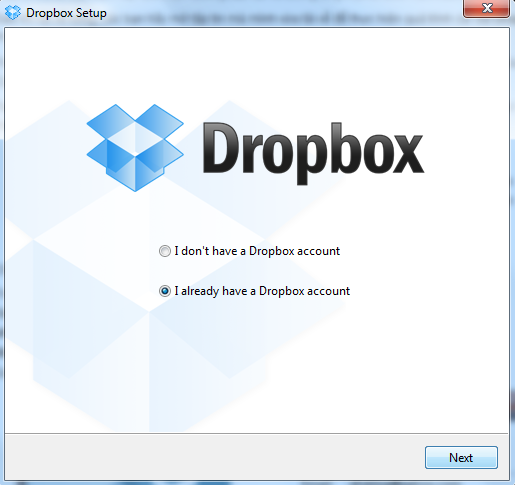 Dropbox Setup
Dropbox
I don't have a Dropbox account
I already have a Dropbox account
Next